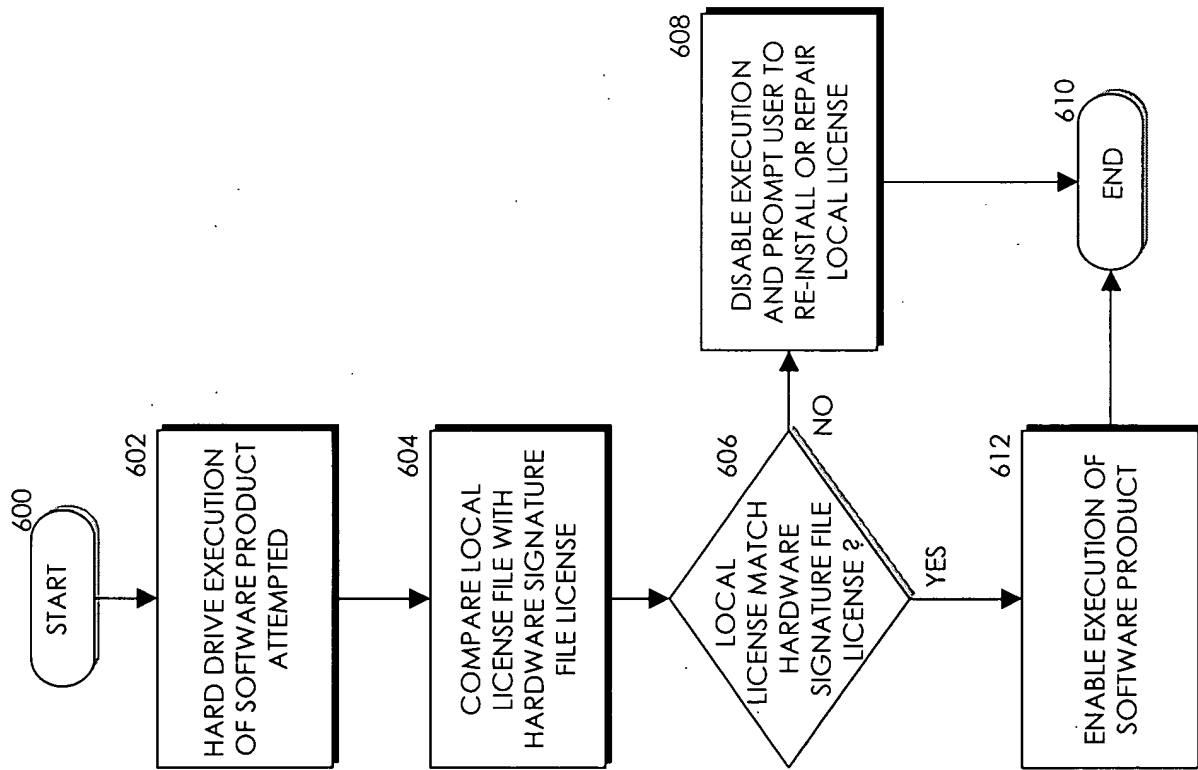 600
START
602
HARD DRIVE EXECUTION
OF SOFTWARE PRODUCT
ATTEMPTED
604
COMPARE LOCAL
LICENSE FILE WITH
HARDWARE SIGNATURE
FILE LICENSE
606
LOCAL
LICENSE MATCH
HARDWARE
SIGNATURE FILE
LICENSE ?
NO
YES
608
DISABLE EXECUTION
AND PROMPT USER TO
RE-INSTALL OR REPAIR
LOCAL LICENSE
612
ENABLE EXECUTION OF
SOFTWARE PRODUCT
610
END